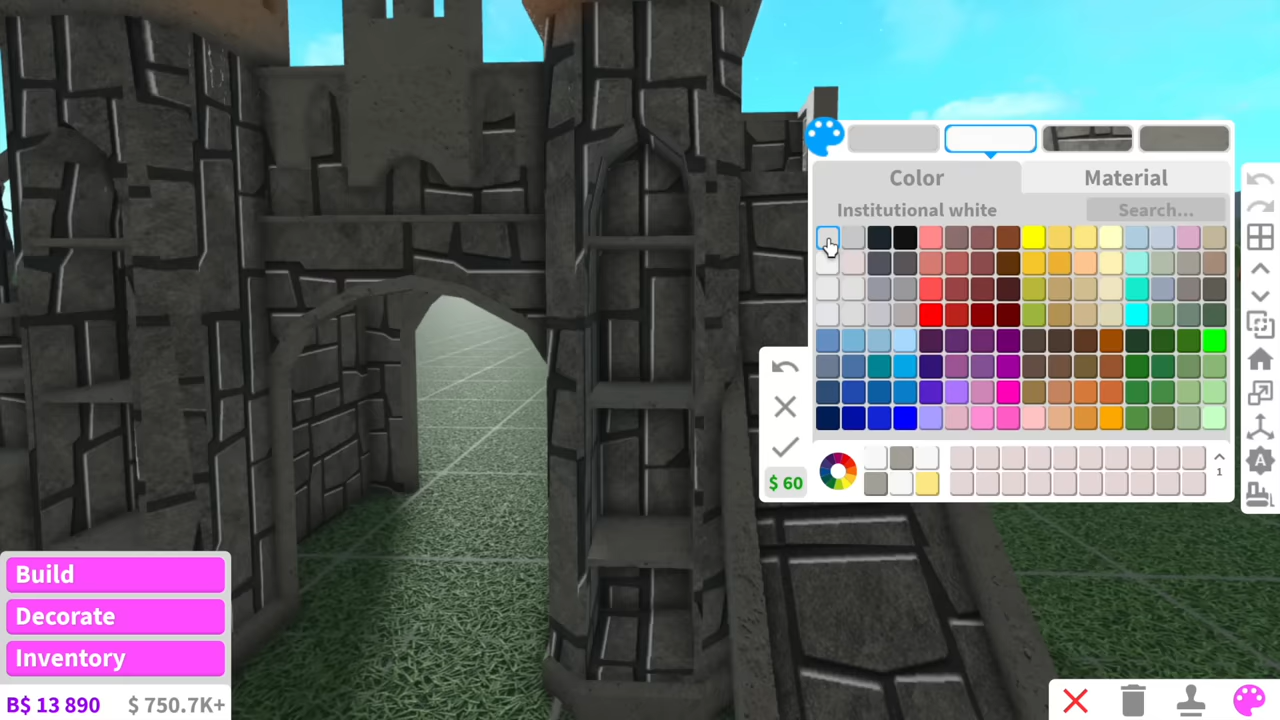 Color
Material
Institutional white
Search...
$ 60
1
A
Build
Decorate
Inventory
B$ 13 890
$ 750.7K+